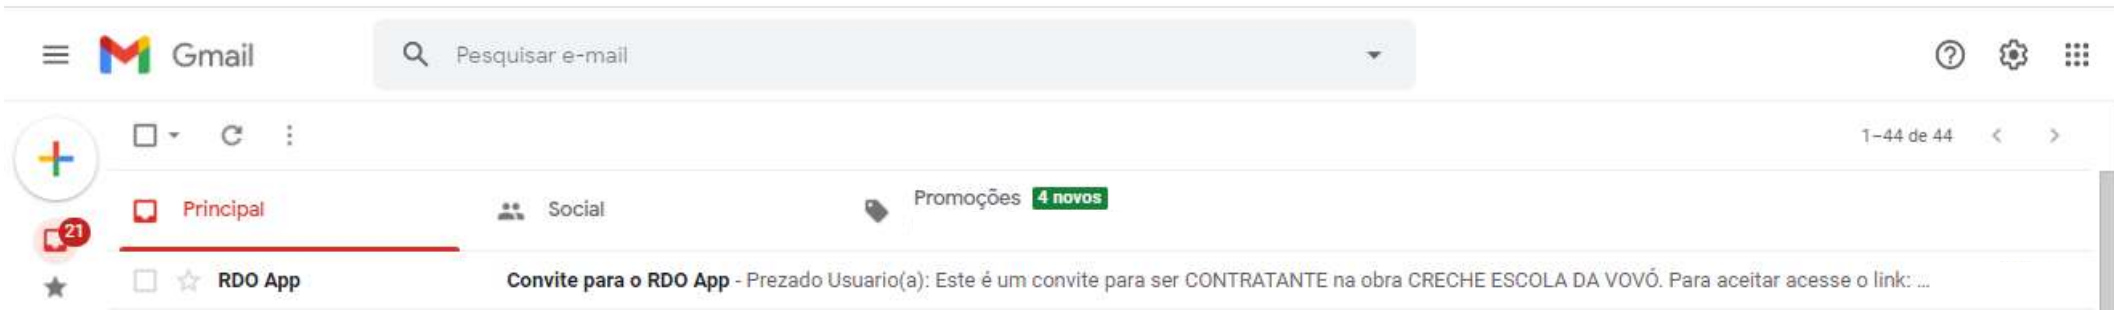 Gmail
Pesquisar e-mail
1–44 de 44
Principal
Social
Promoções 4 novos
21
RDO App Convite para o RDO App - Prezado Usuario(a): Este é um convite para ser CONTRATANTE na obra CRECHE ESCOLA DA VOVÓ. Para aceitar acesse o link: ...